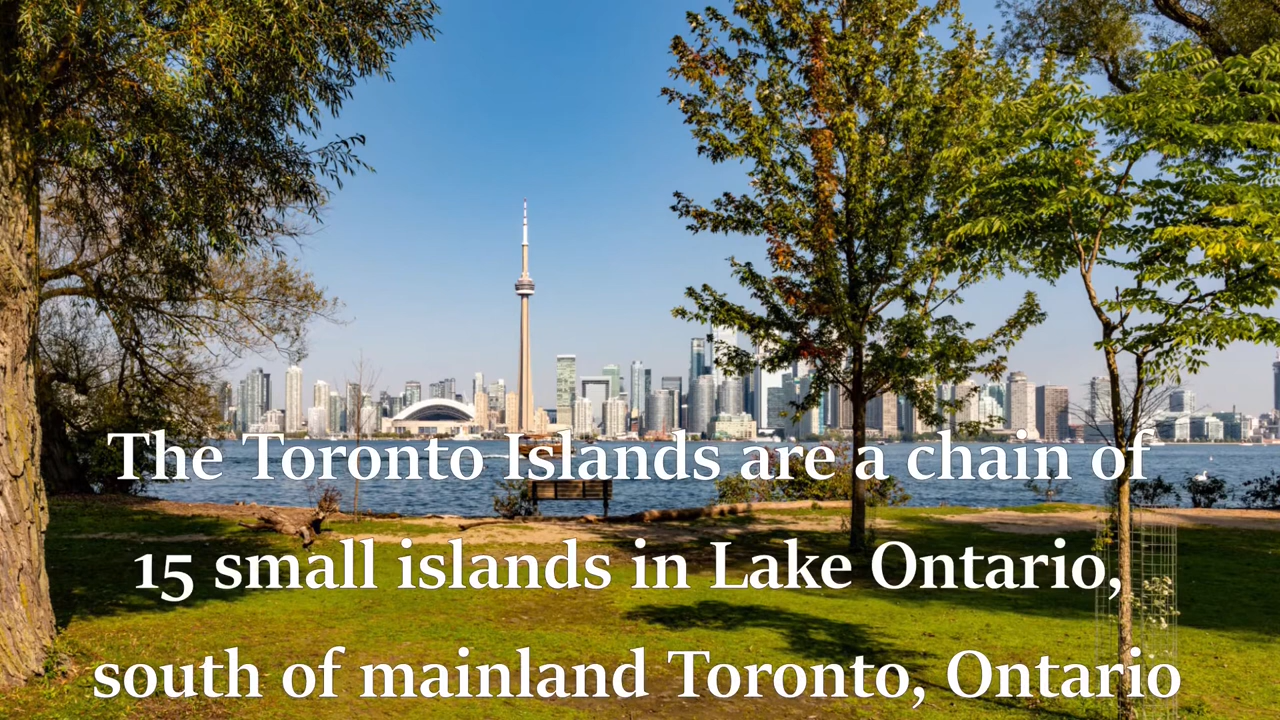 The Toronto Islands are a chain of
15 small islands in Lake Ontario,
south of mainland Toronto, Ontario